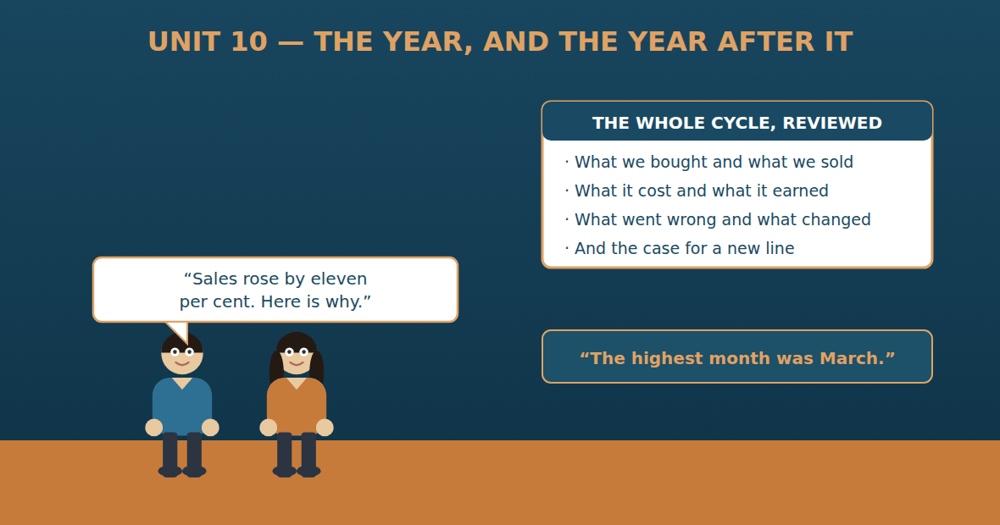 UNIT 10 — THE YEAR, AND THE YEAR AFTER IT
THE WHOLE CYCLE, REVIEWED
· What we bought and what we sold
· What it cost and what it earned
· What went wrong and what changed
· And the case for a new line
“Sales rose by eleven
per cent. Here is why.”
“The highest month was March.”